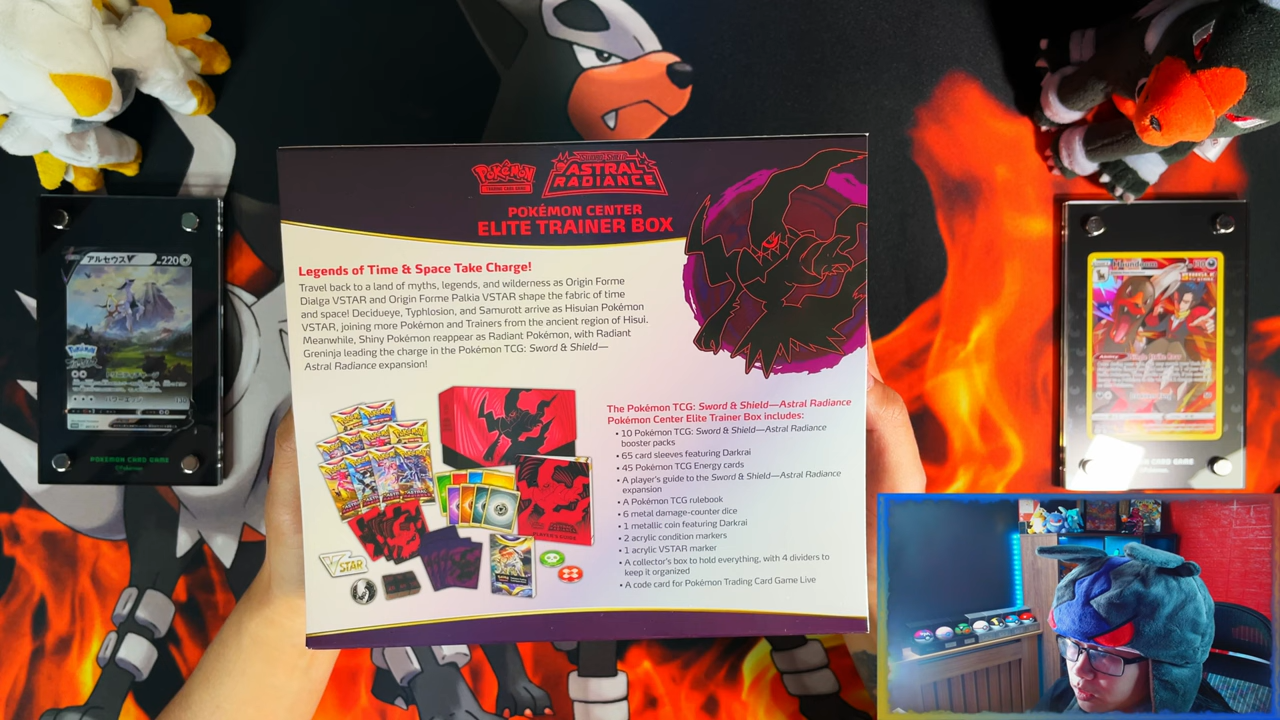 Pokémon
SWORD & SHIELD
ASTRAL
RADIANCE
POKÉMON CENTER
ELITE TRAINER BOX
Legends of Time & Space Take Charge!
Travel back to a land of myths, legends, and wilderness as Origin Forme
Dialga VSTAR and Origin Forme Palkia VSTAR shape the fabric of time
and space! Decidueye, Typhlosion, and Samurott arrive as Hisuian Pokémon
VSTAR, joining more Pokémon and Trainers from the ancient region of Hisui.
Meanwhile, Shiny Pokémon reappear as Radiant Pokémon, with Radiant
Greninja leading the charge in the Pokémon TCG: Sword & Shield—
Astral Radiance expansion!
The Pokémon TCG: Sword & Shield—Astral Radiance
Pokémon Center Elite Trainer Box includes:
• 10 Pokémon TCG: Sword & Shield—Astral Radiance
booster packs
• 65 card sleeves featuring Darkrai
• 45 Pokémon TCG Energy cards
• A player's guide to the Sword & Shield—Astral Radiance
expansion
• A Pokémon TCG rulebook
• 6 metal damage-counter dice
• 1 metallic coin featuring Darkrai
• 2 acrylic condition markers
• 1 acrylic VSTAR marker
• A collector's box to hold everything, with 4 dividers to
keep it organized
• A code card for Pokémon Trading Card Game Live
VSTAR
PLAYER'S GUIDE
アルセウスV
220
POKÉMON CARD GAME
Houndoom